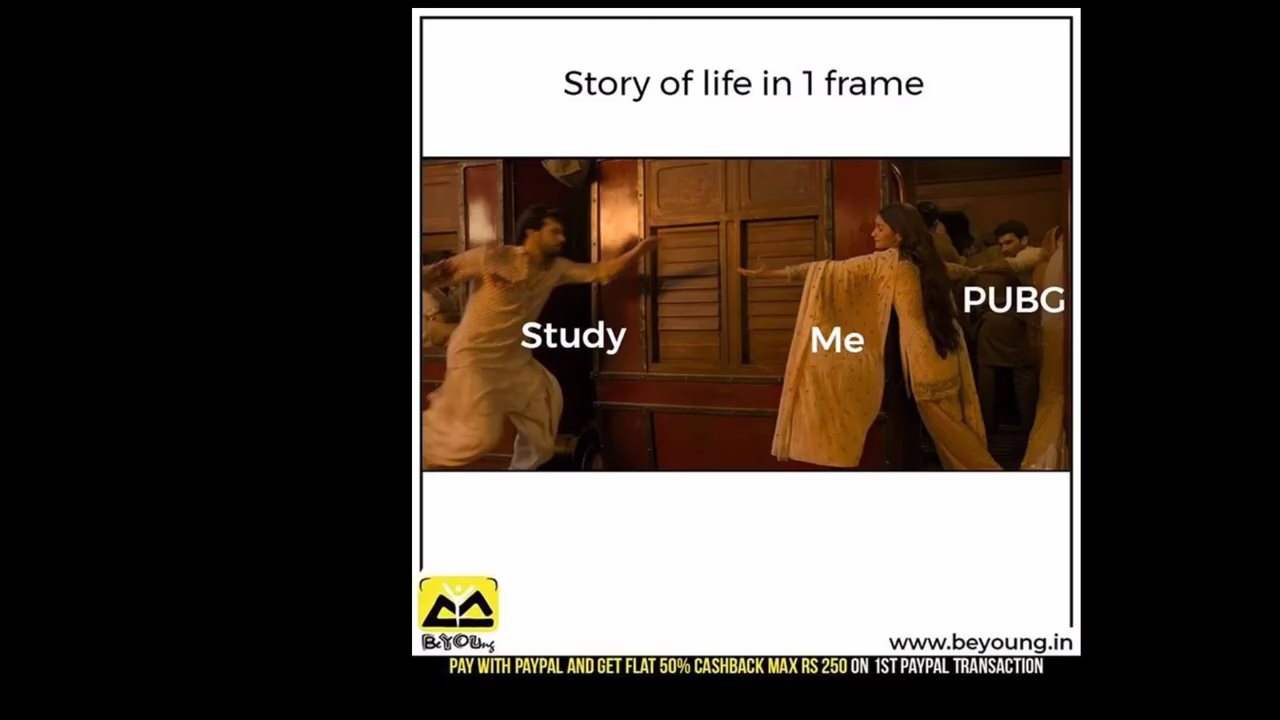 Story of life in 1 frame
PUBG
Study
Me
BeYOUng
www.beyoung.in
PAY WITH PAYPAL AND GET FLAT 50% CASHBACK MAX RS 250 ON 1ST PAYPAL TRANSACTION